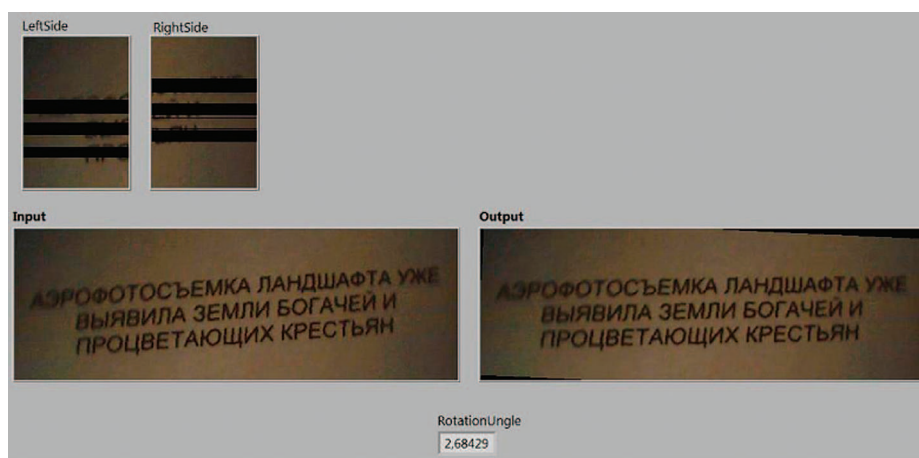 LeftSide
RightSide
Input
АЭРОФОТОСЪЕМКА ЛАНДШАФТА УЖЕ
ВЫЯВИЛА ЗЕМЛИ БОГАЧЕЙ И
ПРОЦВЕТАЮЩИХ КРЕСТЬЯН
Output
АЭРОФОТОСЪЕМКА ЛАНДШАФТА УЖЕ
ВЫЯВИЛА ЗЕМЛИ БОГАЧЕЙ И
ПРОЦВЕТАЮЩИХ КРЕСТЬЯН
RotationUngle
2,68429